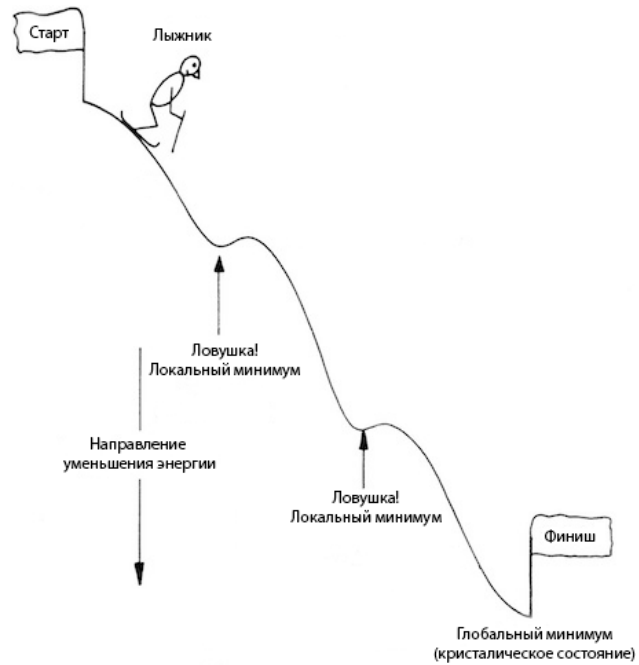 Старт
Лыжник
Ловушка!
Локальный минимум
Направление
уменьшения энергии
Ловушка!
Локальный минимум
Финиш
Глобальный минимум
(кристалическое состояние)